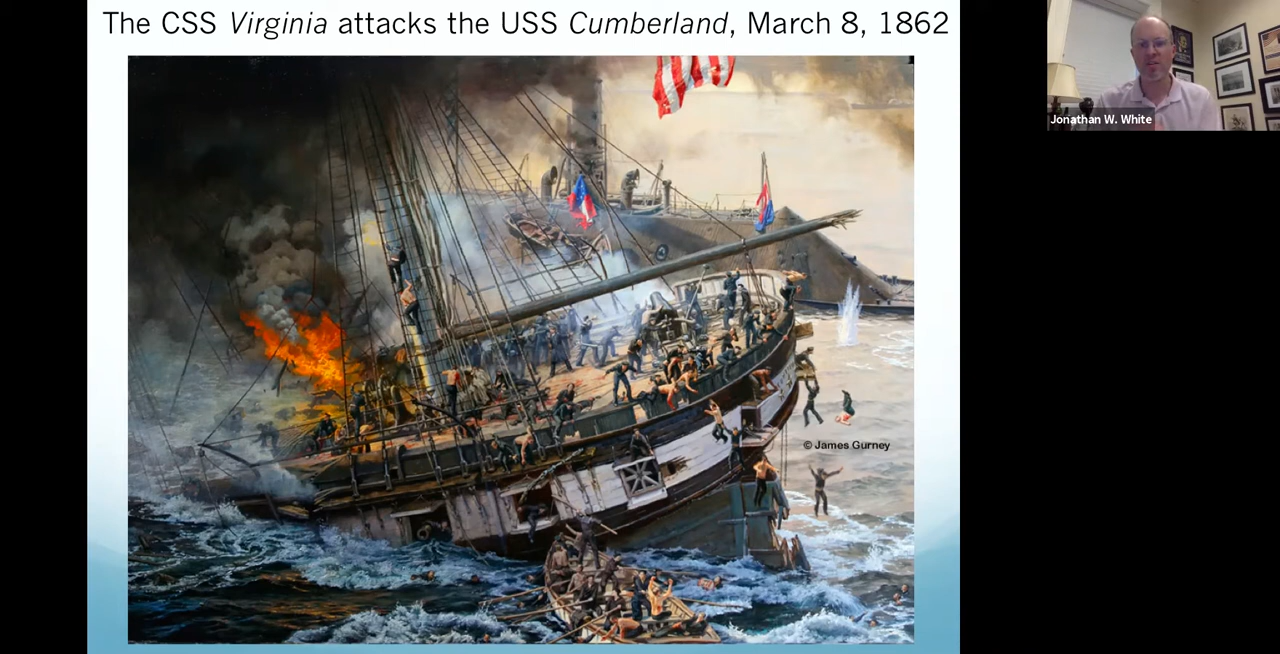 The CSS Virginia attacks the USS Cumberland, March 8, 1862
Jonathan W. White
© James Gurney